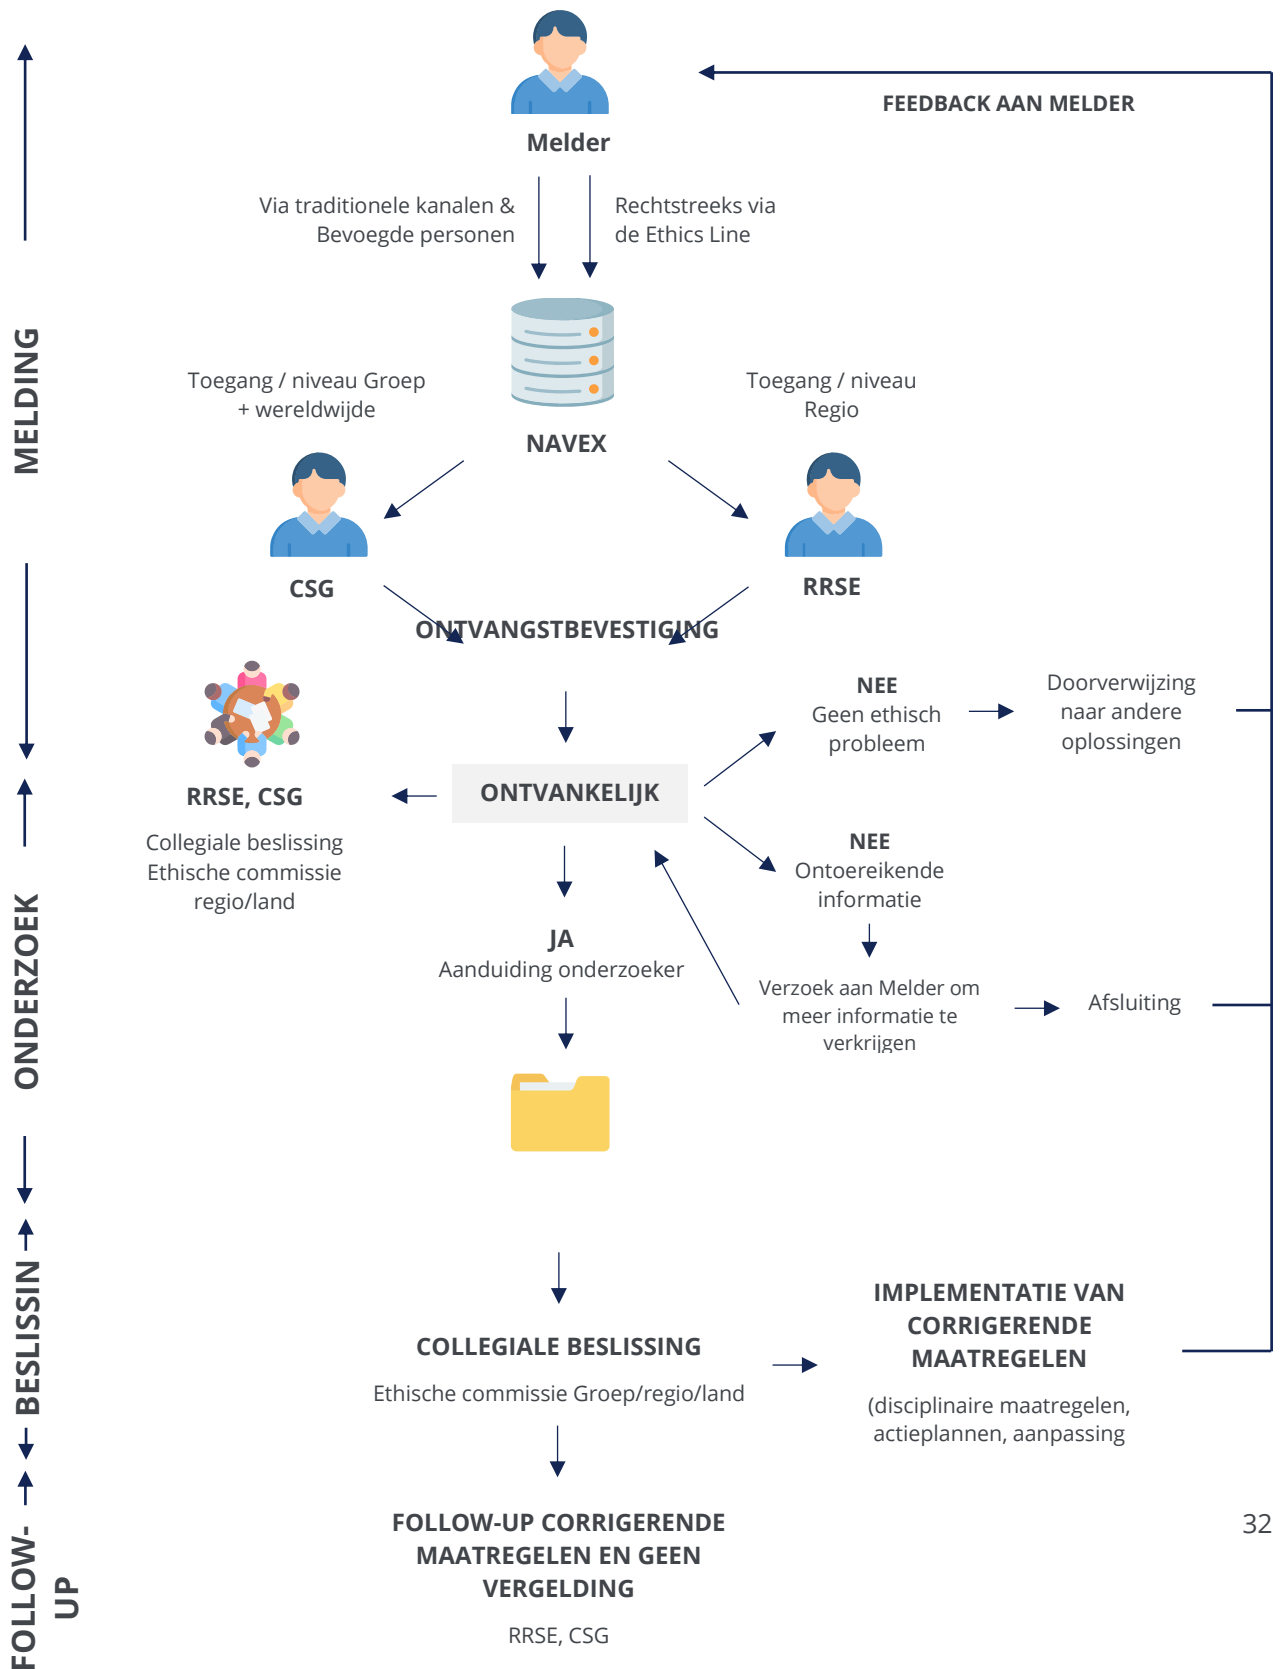 FEEDBACK AAN MELDER
Melder
Via traditionele kanalen &
Bevoegde personen
Rechtstreeks via
de Ethics Line
MELDING
Toegang / niveau Groep
+ wereldwijde
Toegang / niveau
Regio
NAVEX
CSG
RRSE
ONTVANGSTBEVESTIGING
NEE
Geen ethisch
probleem
Doorverwijzing
naar andere
oplossingen
RRSE, CSG
Collegiale beslissing
Ethische commissie
regio/land
ONTVANKELIJK
NEE
Ontoereikende
informatie
ONDERZOEK
JA
Aanduiding onderzoeker
Verzoek aan Melder om
meer informatie te
verkrijgen
Afsluiting
BESLISSIN
COLLEGIALE BESLISSING
Ethische commissie Groep/regio/land
IMPLEMENTATIE VAN
CORRIGERENDE
MAATREGELEN
(disciplinaire maatregelen,
actieplannen, aanpassing
FOLLOW-
UP
FOLLOW-UP CORRIGERENDE
MAATREGELEN EN GEEN
VERGELDING
RRSE, CSG
32